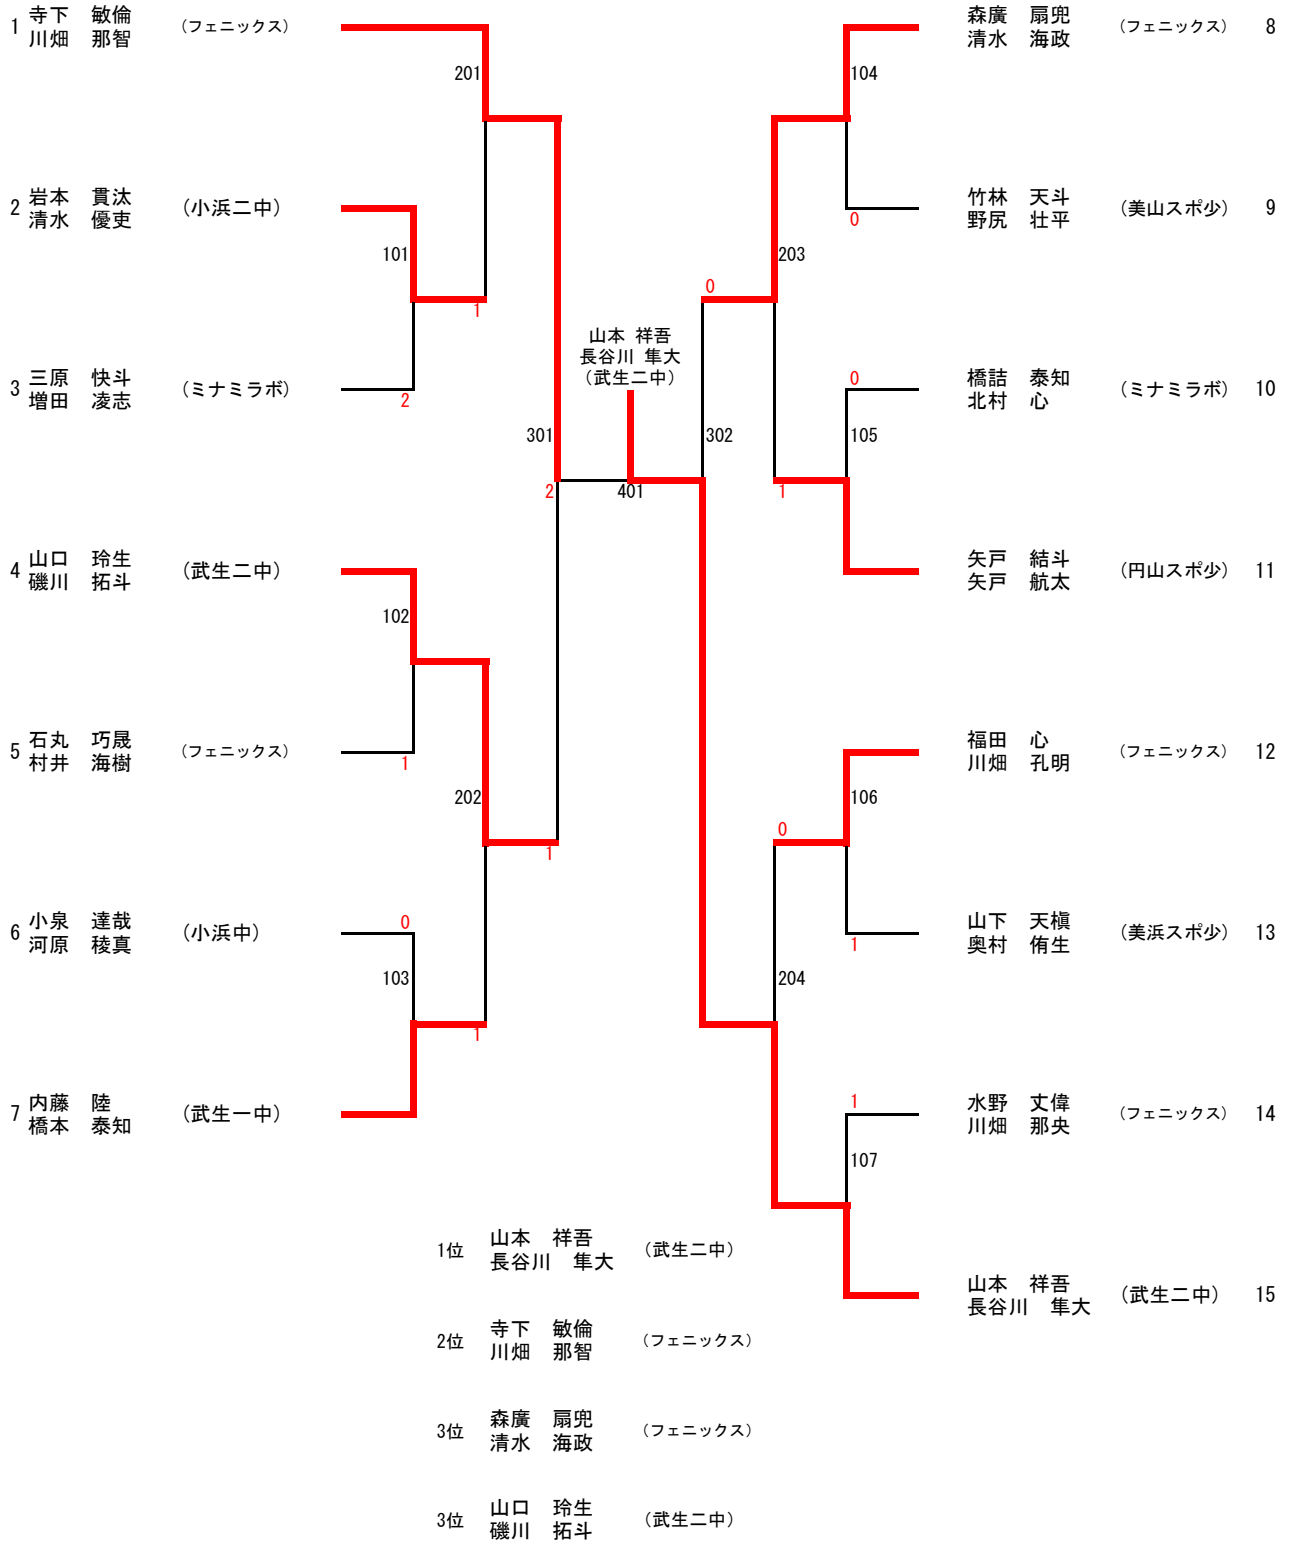 1 寺下　敏倫
川畑　那智
（フェニックス）
201
2 岩本　貫汰
清水　優吏
（小浜二中）
101
1
3 三原　快斗
増田　凌志
（ミナミラボ）
2
301
2
4 山口　玲生
磯川　拓斗
（武生二中）
102
5 石丸　巧晟
村井　海樹
（フェニックス）
1
202
1
6 小泉　達哉
河原　稜真
（小浜中）
0
103
1
7 内藤　陸
橋本　泰知
（武生一中）
山本 祥吾
長谷川 隼大
（武生二中）
401
森廣　扇兜
清水　海政
（フェニックス） 8
104
竹林　天斗
野尻　壮平
（美山スポ少） 9
0
203
0
橋詰　泰知
北村　心
（ミナミラボ） 10
0
105
302
1
矢戸　結斗
矢戸　航太
（円山スポ少） 11
福田　心
川畑　孔明
（フェニックス） 12
106
0
山下　天槇
奥村　侑生
（美浜スポ少） 13
1
204
水野　丈偉
川畑　那央
（フェニックス） 14
1
107
山本　祥吾
長谷川　隼大
（武生二中） 15
1位 山本　祥吾
長谷川　隼大
（武生二中）
2位 寺下　敏倫
川畑　那智
（フェニックス）
3位 森廣　扇兜
清水　海政
（フェニックス）
3位 山口　玲生
磯川　拓斗
（武生二中）